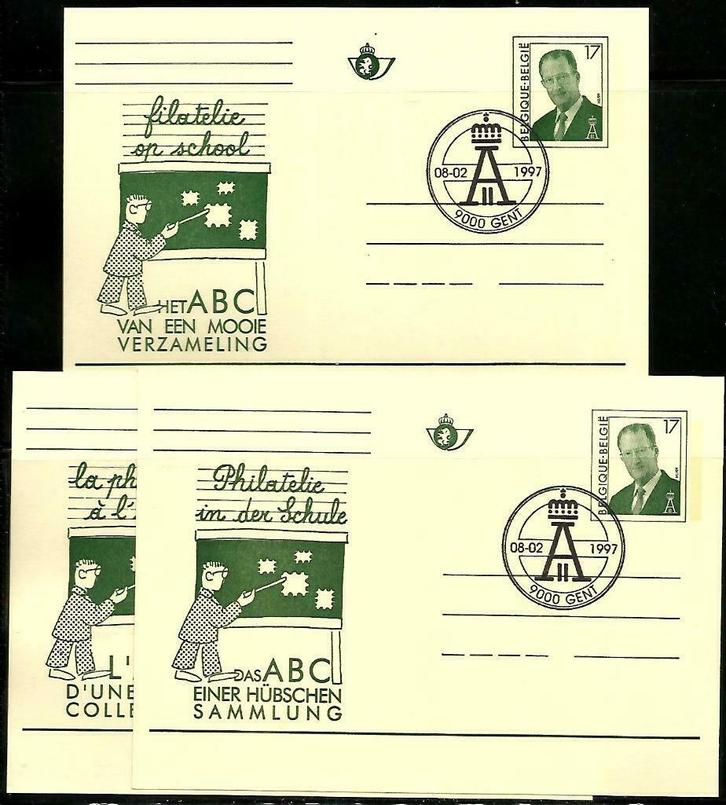 filatelie
op school
HET ABC
VAN EEN MOOIE
VERZAMELING
BELGIQUE·BELGIË
17
08-02 1997
A
II
9000 GENT
la ph
à l'
L'
D'UNE
COLLE
Philatelie
in der Schule
DAS ABC
EINER HÜBSCHEN
SAMMLUNG
BELGIQUE·BELGIË
17
08-02 1997
A
II
9000 GENT